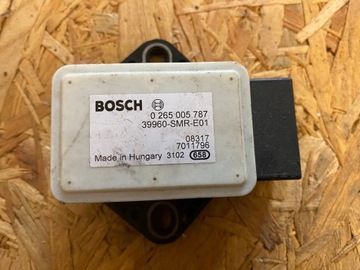 BOSCH
0 265 005 787
39960-SMR-E01
08317
7011796
Made in Hungary 3102 658